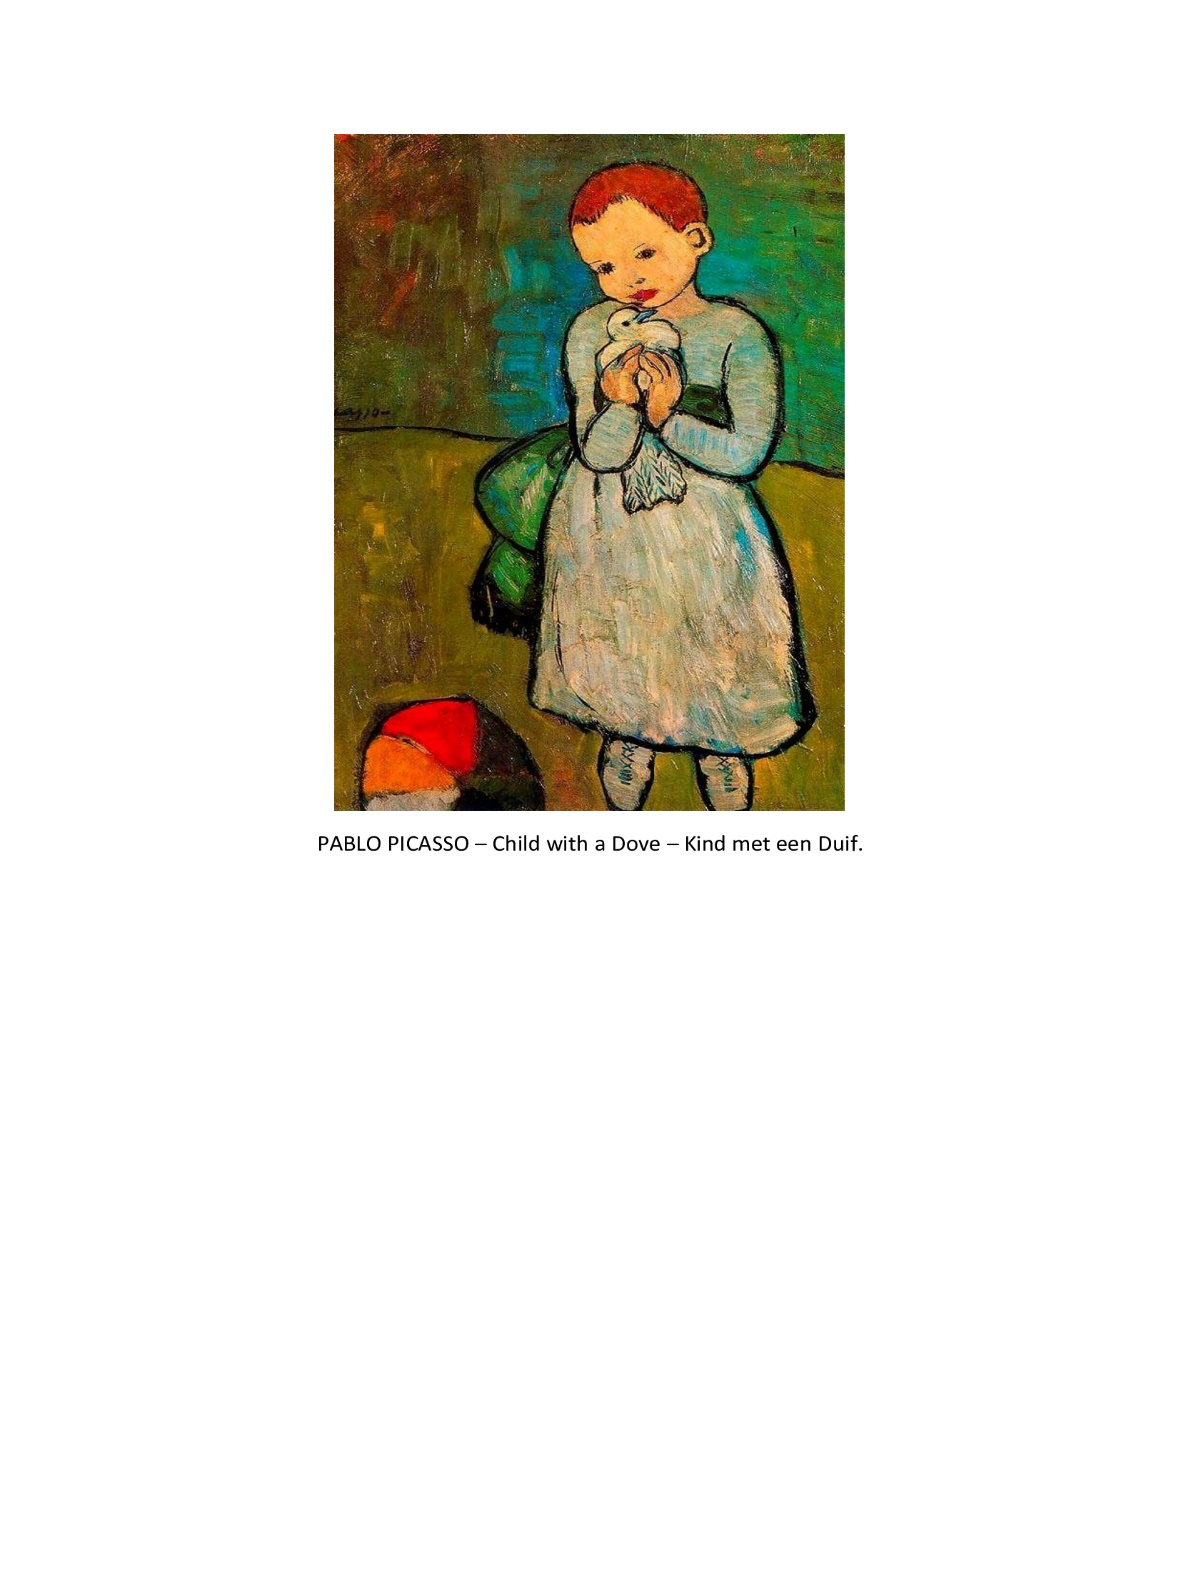 PABLO PICASSO – Child with a Dove – Kind met een Duif.